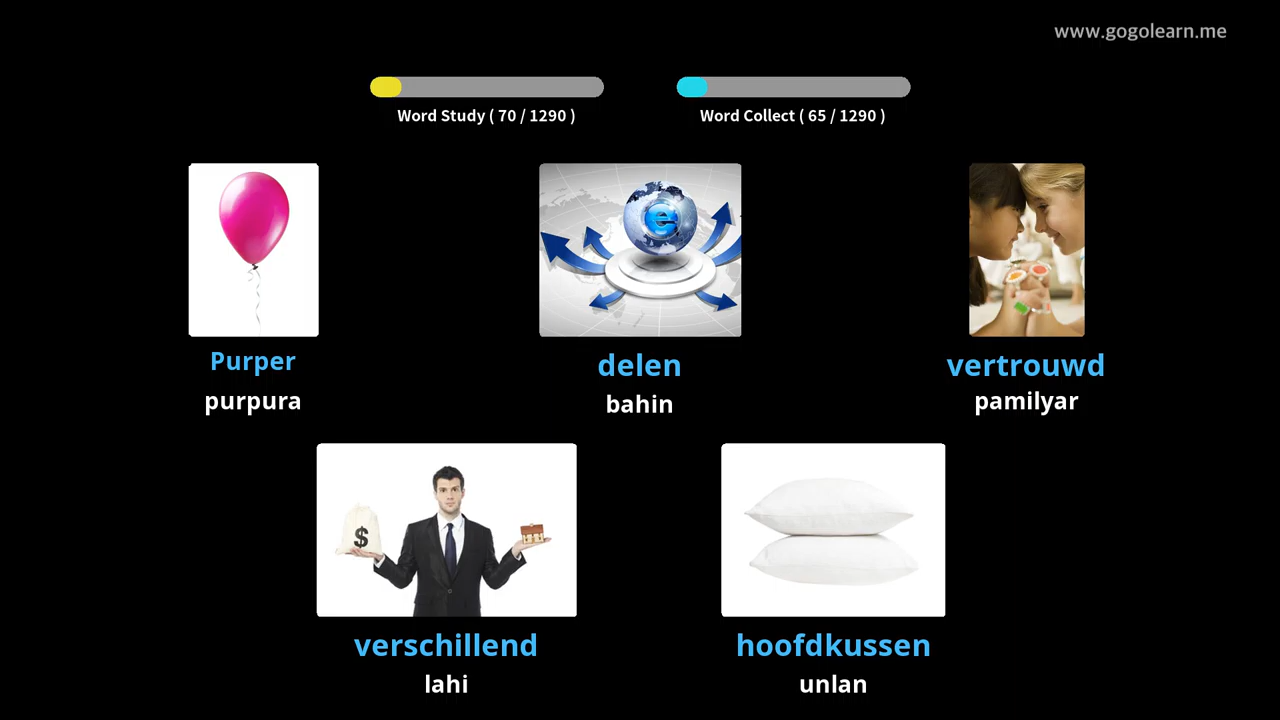 www.gogolearn.me
Word Study ( 70 / 1290 )
Word Collect ( 65 / 1290 )
Purper
purpura
delen
bahin
e
vertrouwd
pamilyar
$
verschillend
lahi
hoofdkussen
unlan